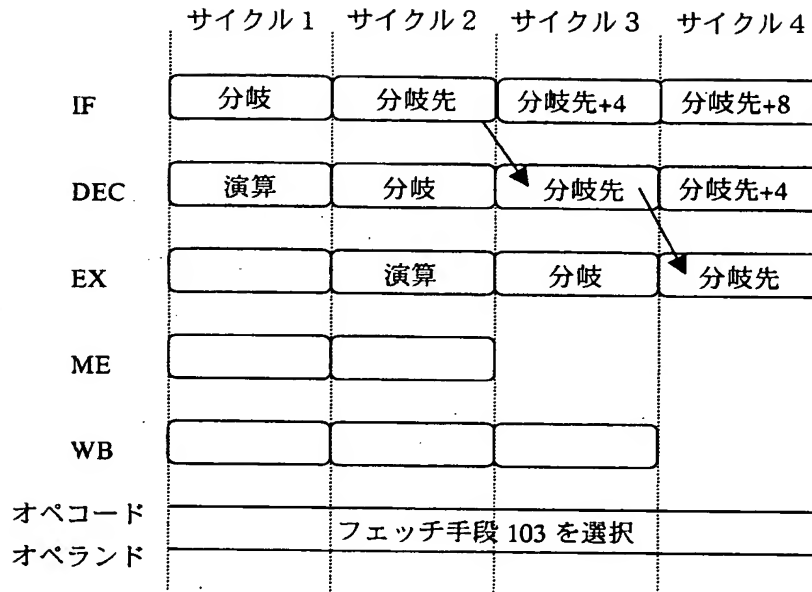 サイクル1 サイクル2 サイクル3 サイクル4
IF 分岐 分岐先 分岐先+4 分岐先+8
DEC 演算 分岐 分岐先 分岐先+4
EX 演算 分岐 分岐先
ME
WB
オペコード
フェッチ手段 103 を選択
オペランド